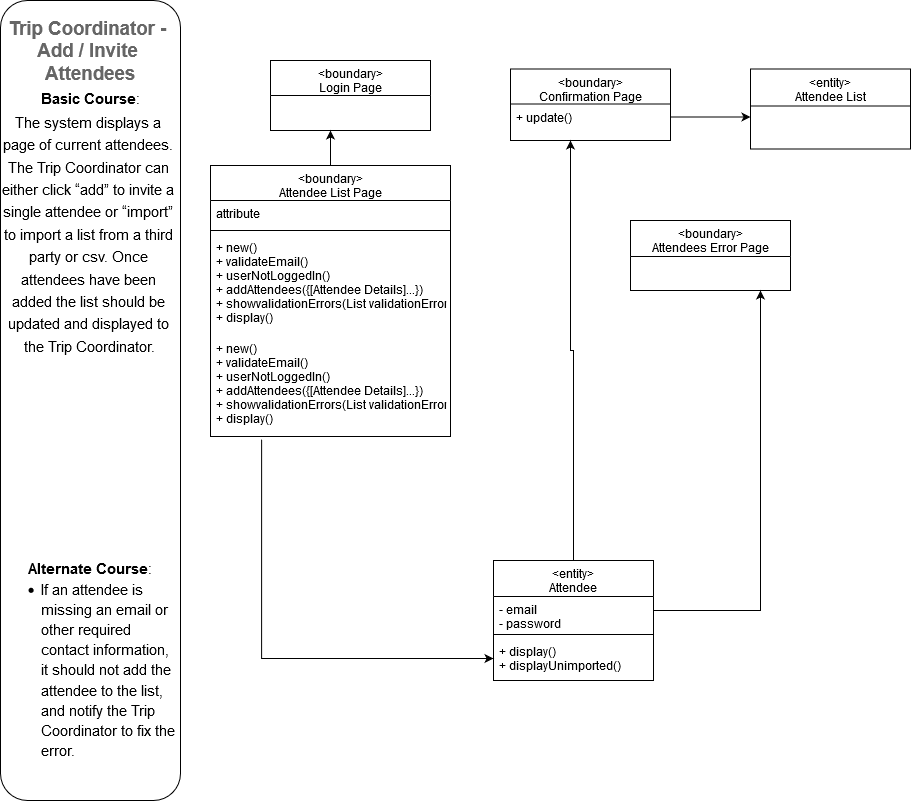 Trip Coordinator -
Add / Invite
Attendees
Basic Course:
The system displays a
page of current attendees.
The Trip Coordinator can
either click “add” to invite a
single attendee or “import”
to import a list from a third
party or csv. Once
attendees have been
added the list should be
updated and displayed to
the Trip Coordinator.
Alternate Course:
• If an attendee is
missing an email or
other required
contact information,
it should not add the
attendee to the list,
and notify the Trip
Coordinator to fix the
error.
<boundary>
Login Page
<boundary>
Attendee List Page
attribute
+ new()
+ validateEmail()
+ userNotLoggedIn()
+ addAttendees({[Attendee Details]...})
+ showvalidationErrors(List validationError
+ display()
+ new()
+ validateEmail()
+ userNotLoggedIn()
+ addAttendees({[Attendee Details]...})
+ showvalidationErrors(List validationError
+ display()
<boundary>
Confirmation Page
+ update()
<entity>
Attendee List
<boundary>
Attendees Error Page
<entity>
Attendee
- email
- password
+ display()
+ displayUnimported()